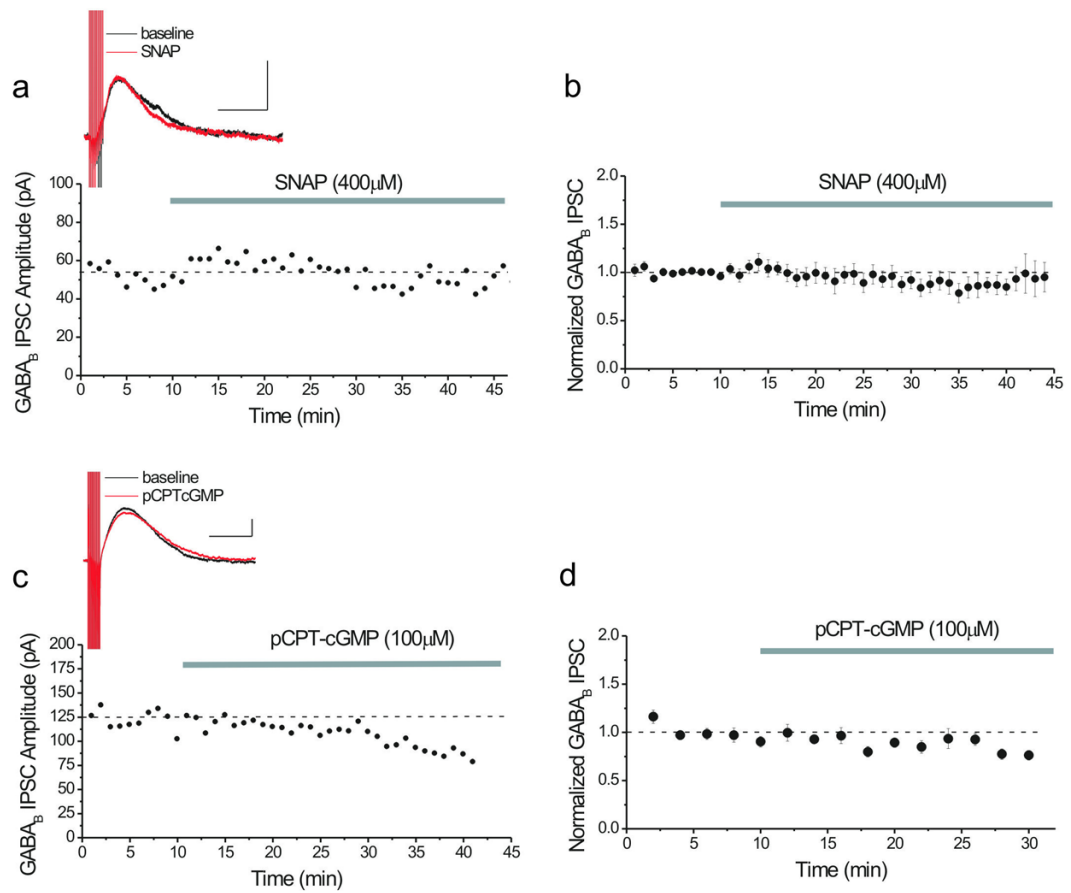 baseline
SNAP
a
SNAP (400μM)
GABA_B IPSC Amplitude (pA)
100
80
60
40
20
0
0 5 10 15 20 25 30 35 40 45
Time (min)
b
SNAP (400μM)
Normalized GABA_B IPSC
2.0
1.5
1.0
0.5
0.0
0 5 10 15 20 25 30 35 40 45
Time (min)
baseline
pCPTcGMP
c
pCPT-cGMP (100μM)
GABA_B IPSC Amplitude (pA)
200
175
150
125
100
75
50
25
0
0 5 10 15 20 25 30 35 40 45
Time (min)
d
pCPT-cGMP (100μM)
Normalized GABA_B IPSC
2.0
1.5
1.0
0.5
0.0
0 5 10 15 20 25 30
Time (min)